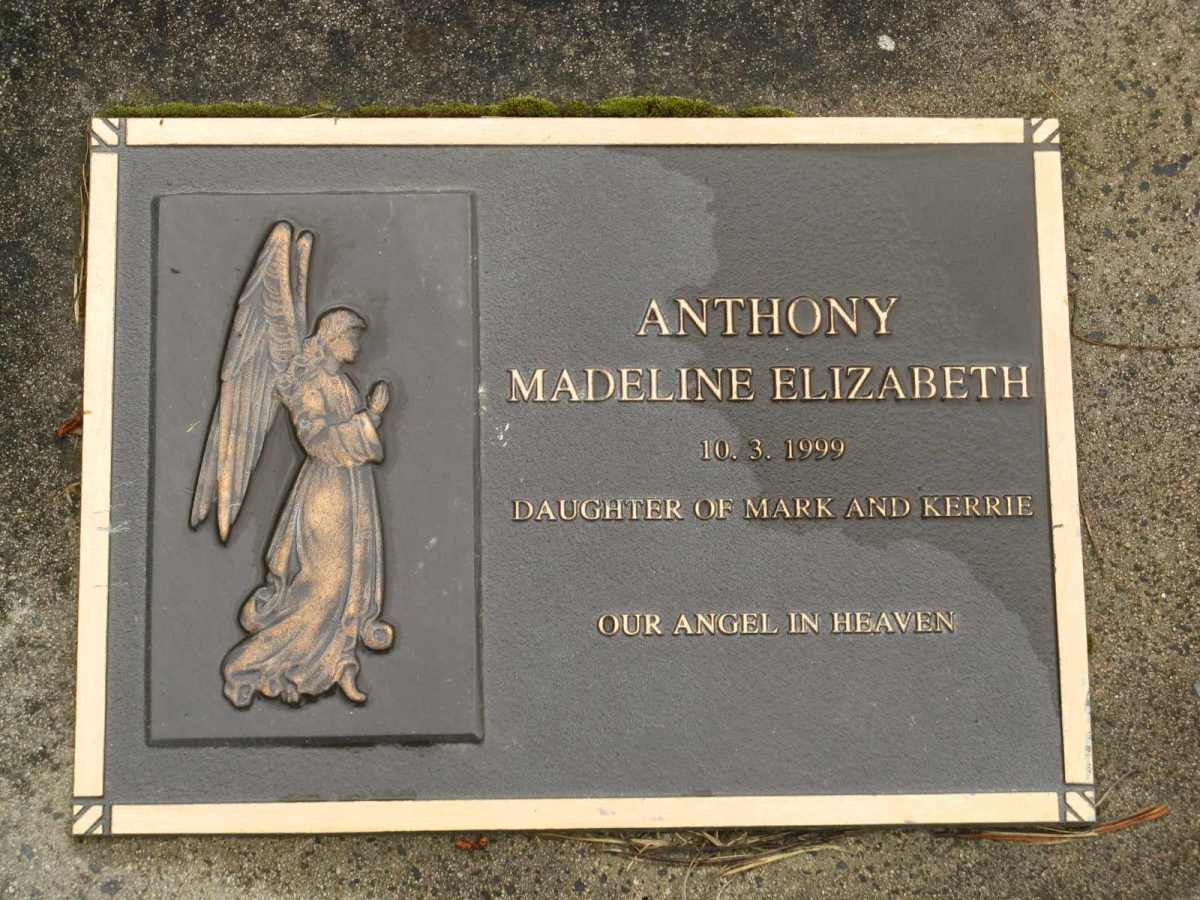 ANTHONY
MADELINE ELIZABETH
10. 3. 1999
DAUGHTER OF MARK AND KERRIE
OUR ANGEL IN HEAVEN